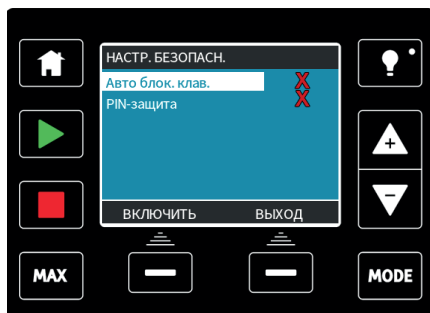 НАСТР. БЕЗОПАСН.
Авто блок. клав.
PIN-защита
+
ВКЛЮЧИТЬ ВЫХОД
MAX
MODE